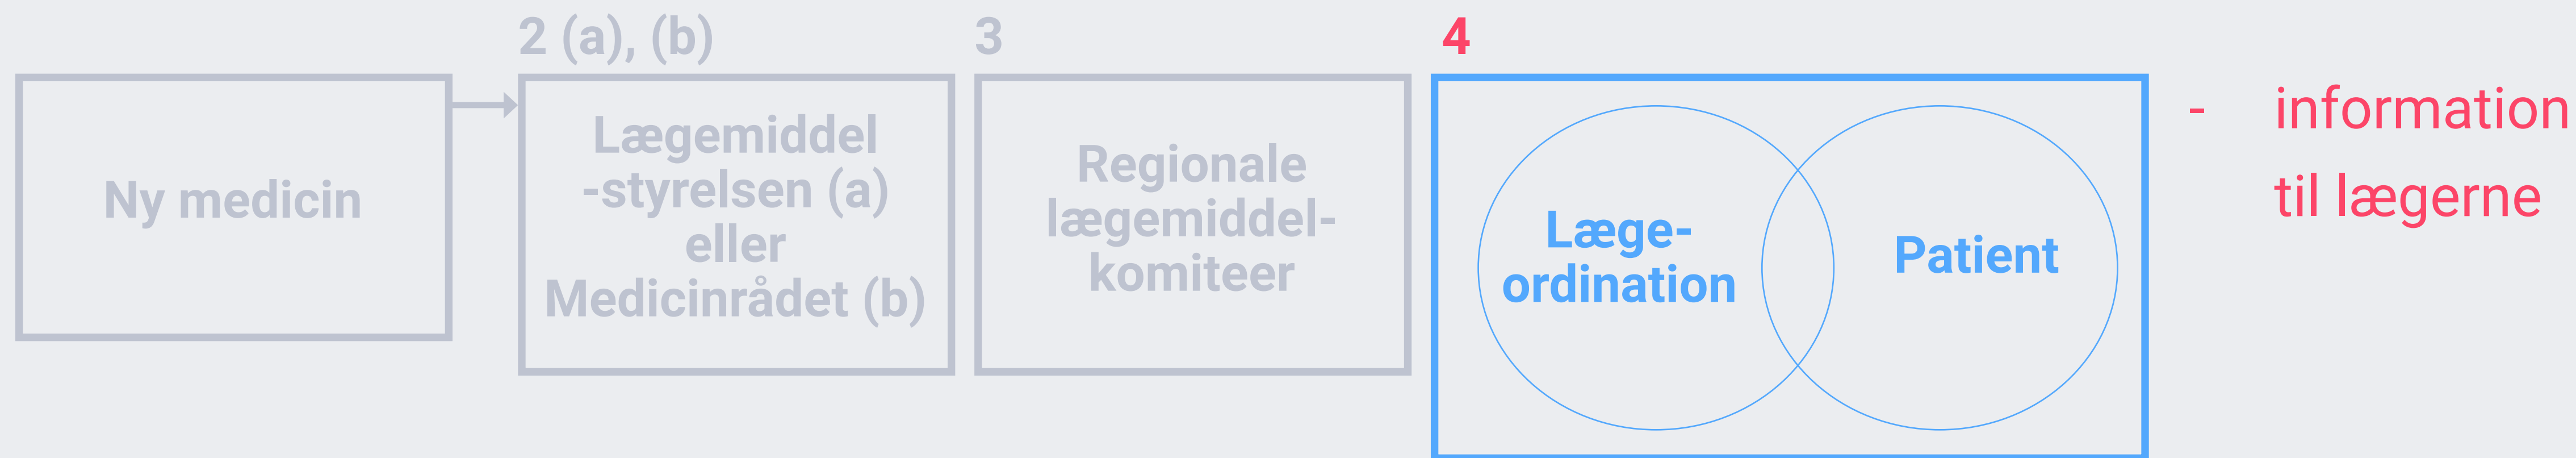 2 (a), (b)
3
4
Ny medicin
Lægemiddel
-styrelsen (a)
eller
Medicinrådet (b)
Regionale
lægemiddel-
komiteer
Læge-
ordination
Patient
- information
til lægerne